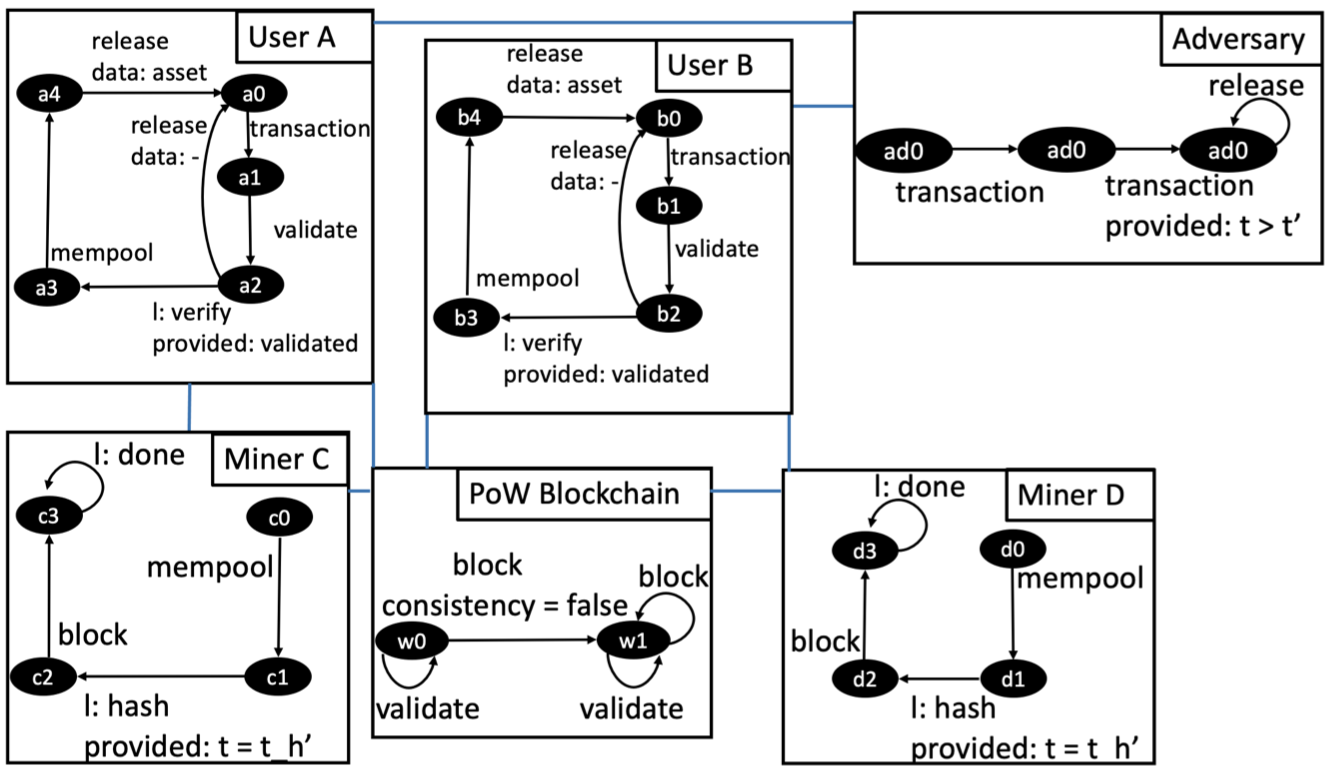 User A
release
data: asset
a4
a0
release
data: -
transaction
a1
validate
mempool
a3
a2
l: verify
provided: validated
User B
release
data: asset
b4
b0
release
data: -
transaction
b1
validate
mempool
b3
b2
l: verify
provided: validated
Adversary
release
ad0
ad0
ad0
transaction
transaction
provided: t > t’
Miner C
l: done
c3
c0
mempool
block
c2
c1
l: hash
provided: t = t_h’
PoW Blockchain
block
consistency = false
block
w0
w1
validate
validate
Miner D
l: done
d3
d0
mempool
block
d2
d1
l: hash
provided: t = t_h’